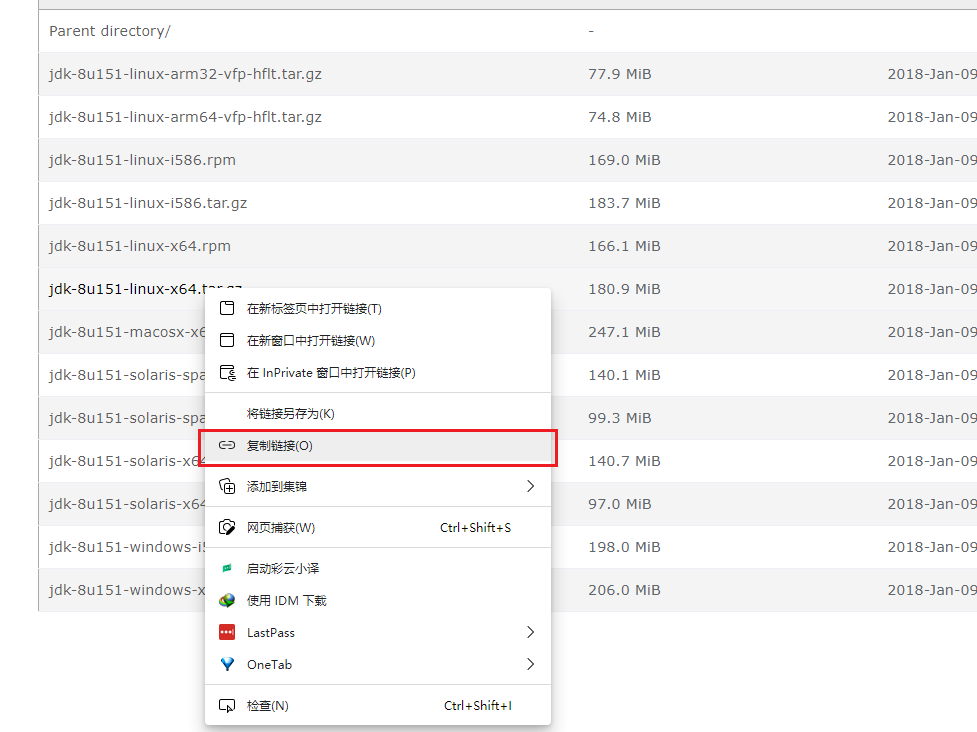 Parent directory/ -
jdk-8u151-linux-arm32-vfp-hflt.tar.gz 77.9 MiB 2018-Jan-09
jdk-8u151-linux-arm64-vfp-hflt.tar.gz 74.8 MiB 2018-Jan-09
jdk-8u151-linux-i586.rpm 169.0 MiB 2018-Jan-09
jdk-8u151-linux-i586.tar.gz 183.7 MiB 2018-Jan-09
jdk-8u151-linux-x64.rpm 166.1 MiB 2018-Jan-09
jdk-8u151-linux-x64.tar.gz 180.9 MiB 2018-Jan-09
jdk-8u151-macosx-x6 247.1 MiB 2018-Jan-09
jdk-8u151-solaris-spa 140.1 MiB 2018-Jan-09
jdk-8u151-solaris-spa 99.3 MiB 2018-Jan-09
jdk-8u151-solaris-x64 140.7 MiB 2018-Jan-09
jdk-8u151-solaris-x64 97.0 MiB 2018-Jan-09
jdk-8u151-windows-i5 198.0 MiB 2018-Jan-09
jdk-8u151-windows-x 206.0 MiB 2018-Jan-09
在新标签页中打开链接(T)
在新窗口中打开链接(W)
在 InPrivate 窗口中打开链接(P)
将链接另存为(K)
复制链接(O)
添加到集锦
网页捕获(W) Ctrl+Shift+S
启动彩云小译
使用 IDM 下载
LastPass
OneTab
检查(N) Ctrl+Shift+I